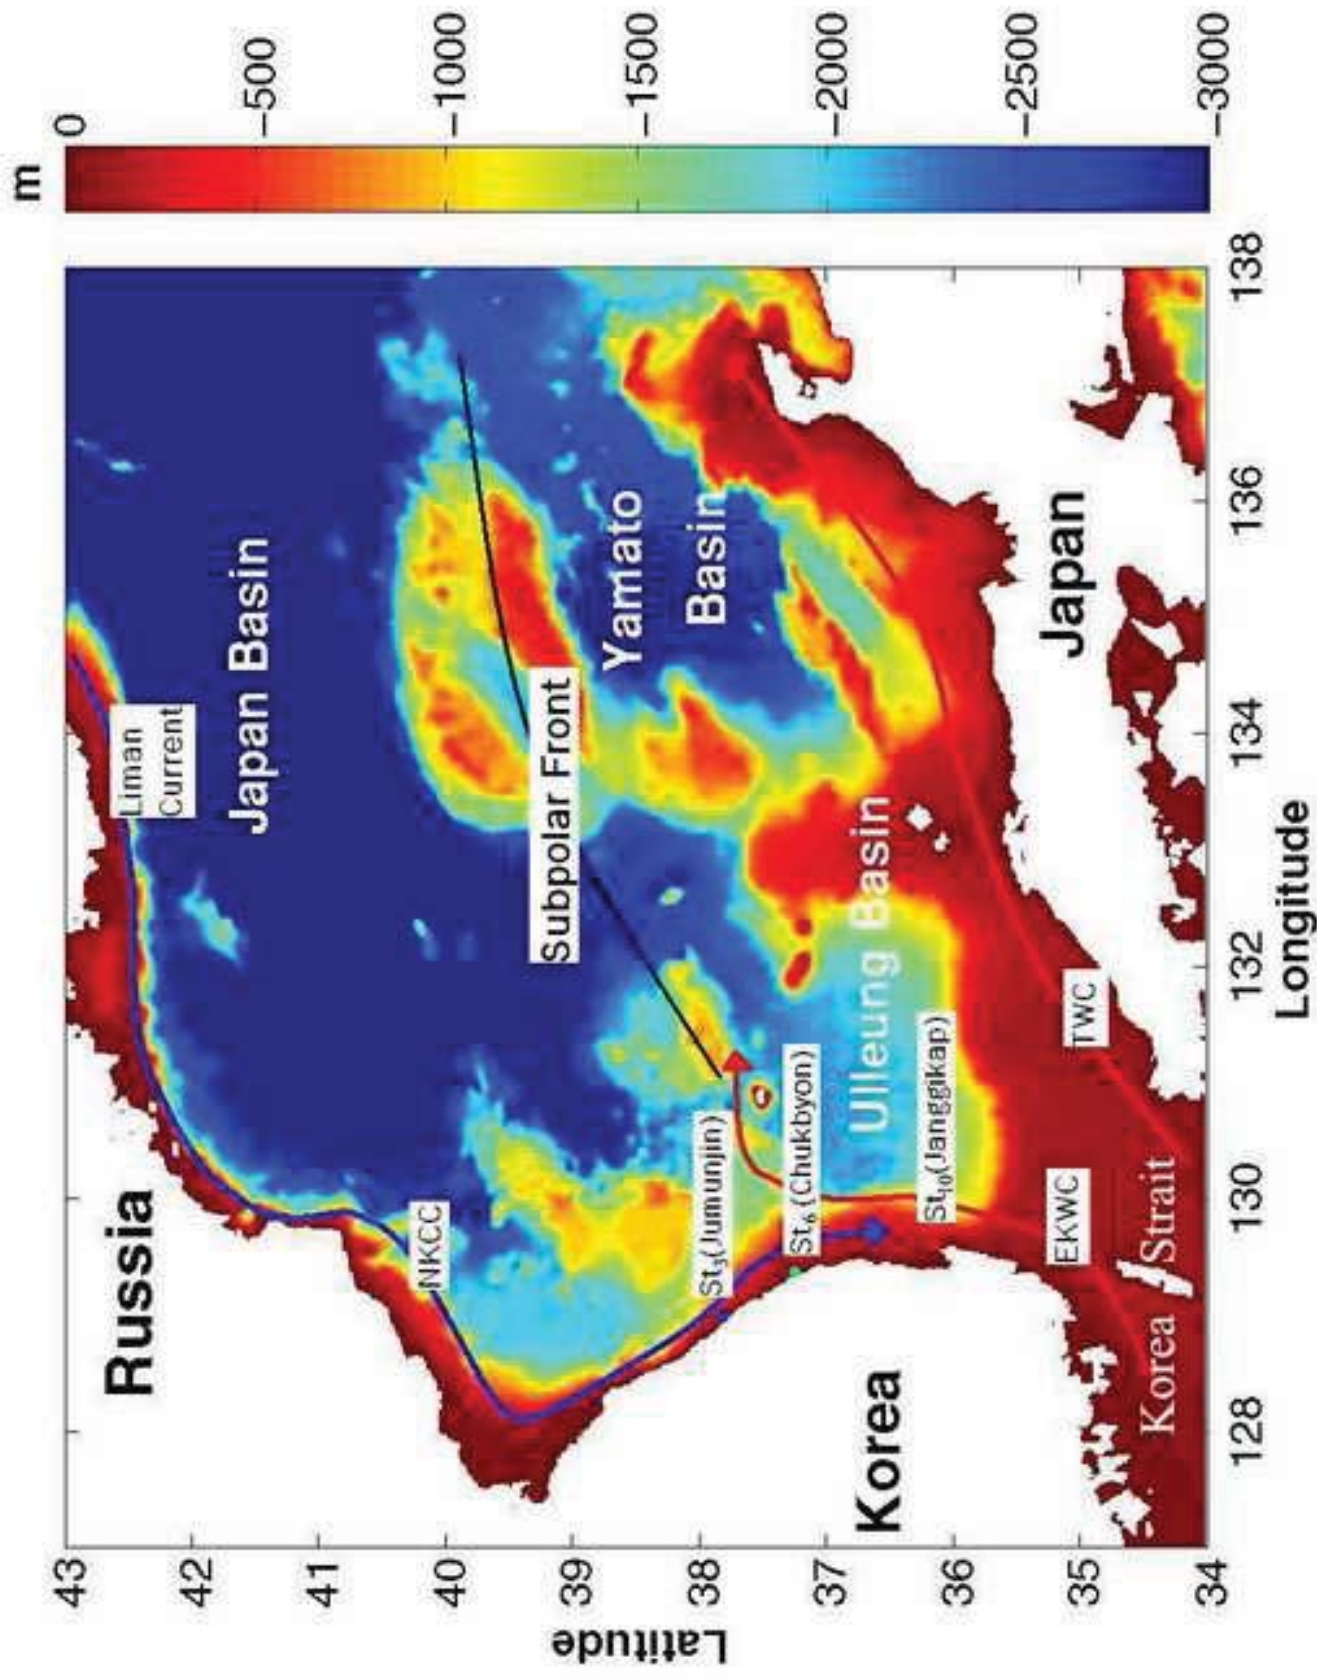 m
0
-500
-1000
-1500
-2000
-2500
-3000
Russia
Liman
Current
Japan Basin
NKCC
Subpolar Front
Yamato
Basin
St₃(Jumunjin)
St₆(Chukbyon)
Ulleung Basin
St₁₀(Janggikap)
Korea
EKWC
TWC
Japan
Korea Strait
43
42
41
40
39
38
37
36
35
34
Latitude
128
130
132
134
136
138
Longitude